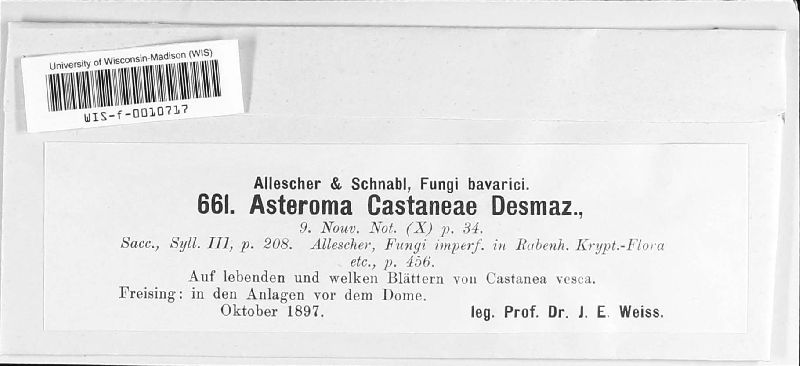 University of Wisconsin-Madison (WIS)
WIS-f-0010717
Allescher & Schnabl, Fungi bavarici.
661. Asteroma Castaneae Desmaz.,
9. Nouv. Not. (X) p. 34.
Sacc., Syll. III, p. 208. Allescher, Fungi imperf. in Rabenh. Krypt.-Flora
etc., p. 456.
Auf lebenden und welken Blättern von Castanea vesca.
Freising: in den Anlagen vor dem Dome.
Oktober 1897. leg. Prof. Dr. J. E. Weiss.